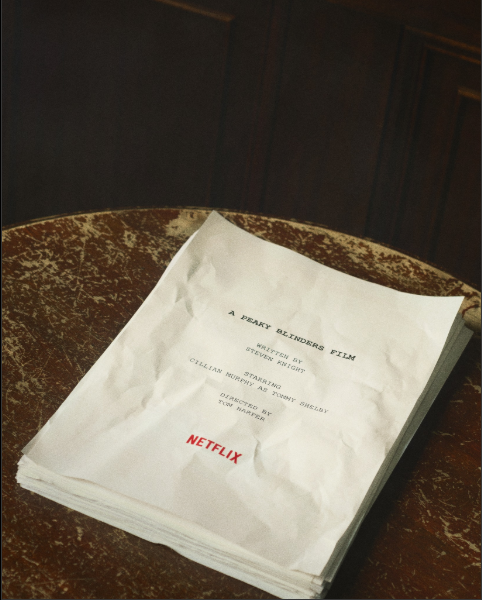 A PEAKY BLINDERS FILM
WRITTEN BY
STEVEN KNIGHT
STARRING
CILLIAN MURPHY AS TOMMY SHELBY
DIRECTED BY
TOM HARPER
NETFLIX